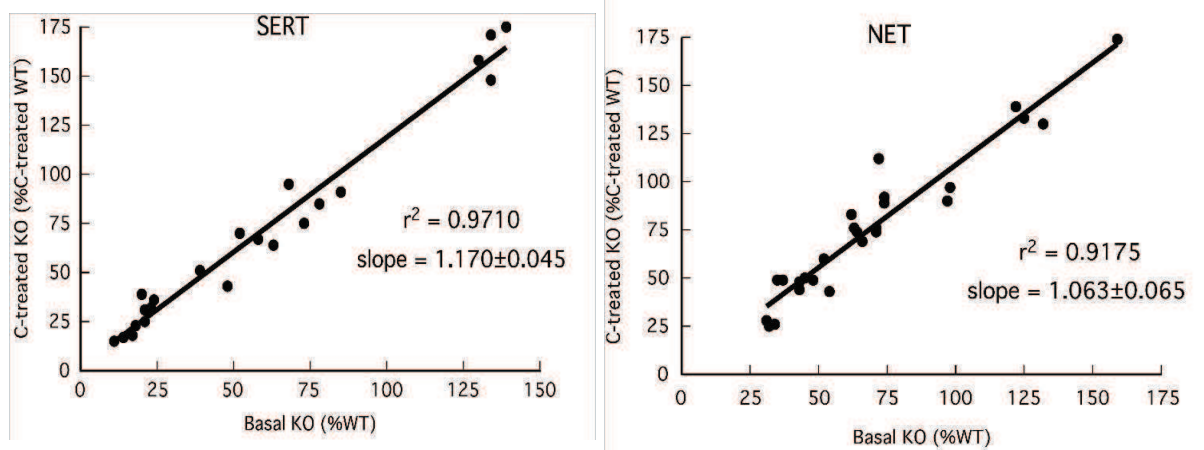 SERT
C-treated KO (%C-treated WT)
175
150
125
100
75
50
25
0
r² = 0.9710
slope = 1.170±0.045
0 25 50 75 100 125 150
Basal KO (%WT)
NET
C-treated KO (%C-treated WT)
175
150
125
100
75
50
25
0
r² = 0.9175
slope = 1.063±0.065
0 25 50 75 100 125 150 175
Basal KO (%WT)